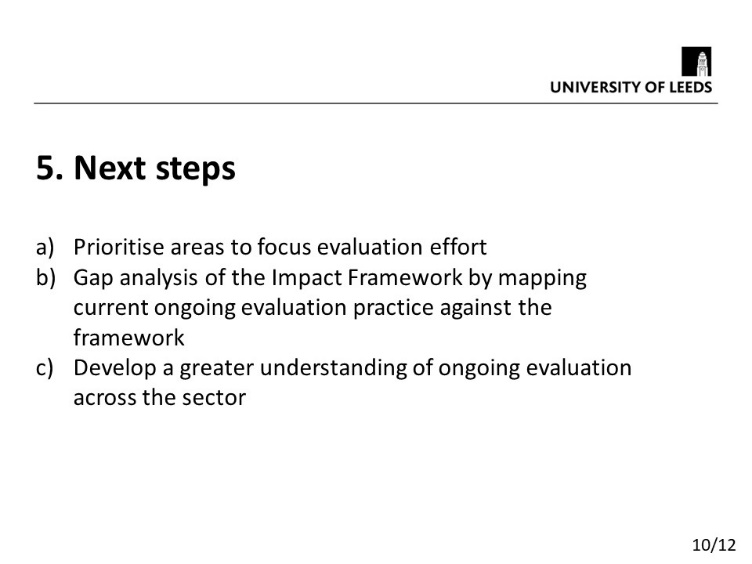 UNIVERSITY OF LEEDS
5. Next steps
a) Prioritise areas to focus evaluation effort
b) Gap analysis of the Impact Framework by mapping
current ongoing evaluation practice against the
framework
c) Develop a greater understanding of ongoing evaluation
across the sector
10/12